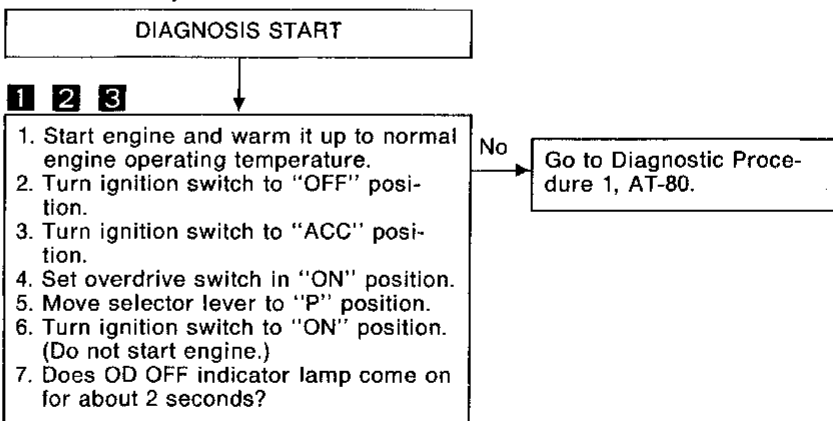 DIAGNOSIS START
1 2 3
1. Start engine and warm it up to normal
engine operating temperature.
2. Turn ignition switch to "OFF" posi-
tion.
3. Turn ignition switch to "ACC" posi-
tion.
4. Set overdrive switch in "ON" position.
5. Move selector lever to "P" position.
6. Turn ignition switch to "ON" position.
(Do not start engine.)
7. Does OD OFF indicator lamp come on
for about 2 seconds?
No
Go to Diagnostic Proce-
dure 1, AT-80.